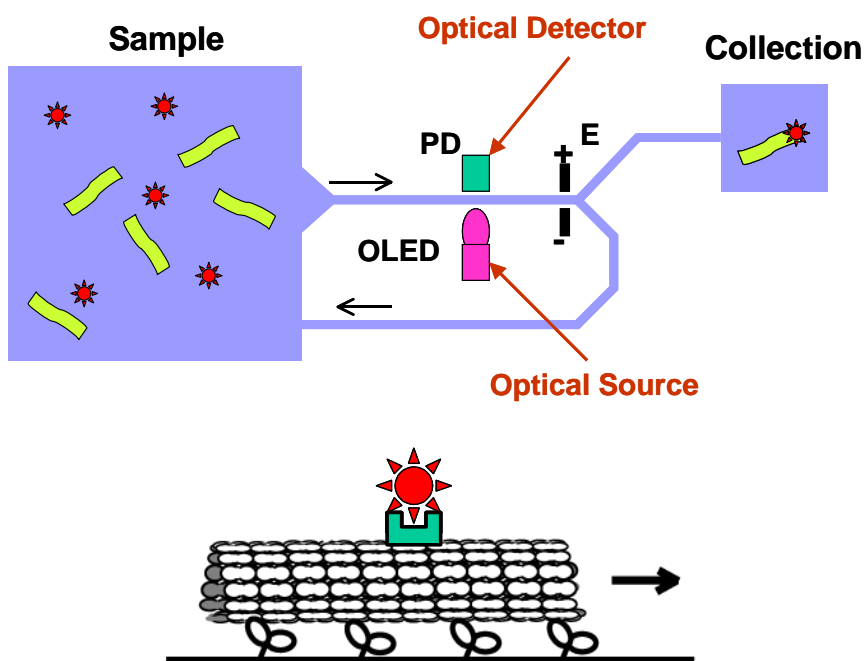 Sample
Optical Detector
Collection
PD
+
E
OLED
-
Optical Source